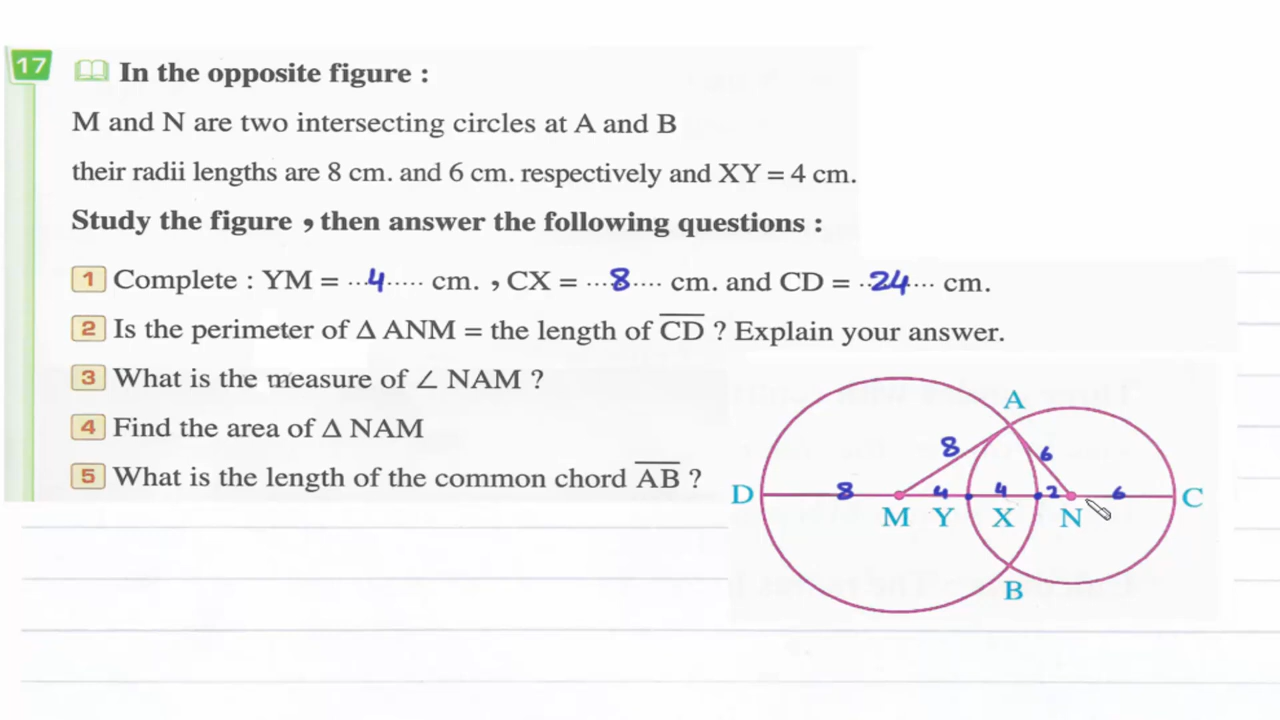 17 In the opposite figure :
M and N are two intersecting circles at A and B
their radii lengths are 8 cm. and 6 cm. respectively and XY = 4 cm.
Study the figure , then answer the following questions :
1 Complete : YM = ...4..... cm. , CX = ...8.... cm. and CD = ..24... cm.
2 Is the perimeter of Δ ANM = the length of C̅D̅ ? Explain your answer.
3 What is the measure of ∠ NAM ?
4 Find the area of Δ NAM
5 What is the length of the common chord A̅B̅ ?
A
8 6
D 8 4 4 2 6 C
M Y X N
B